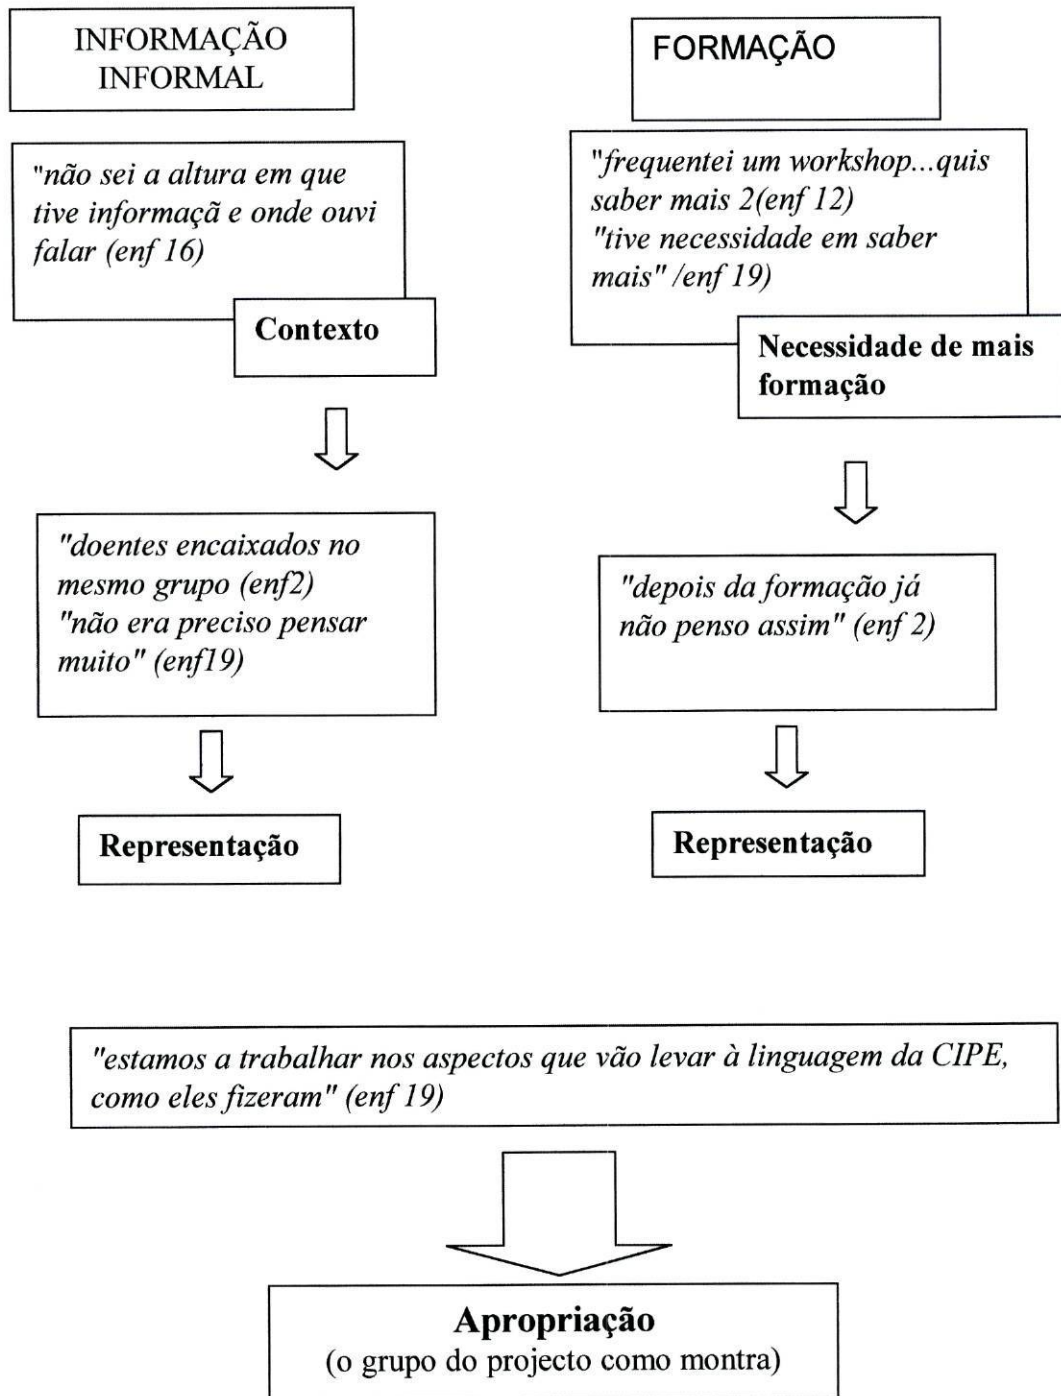 INFORMAÇÃO
INFORMAL
FORMAÇÃO
"não sei a altura em que
tive informaçã e onde ouvi
falar (enf 16)
Contexto
"frequentei um workshop...quis
saber mais 2(enf 12)
"tive necessidade em saber
mais" /enf 19)
Necessidade de mais
formação
"doentes encaixados no
mesmo grupo (enf2)
"não era preciso pensar
muito" (enf19)
"depois da formação já
não penso assim" (enf 2)
Representação
Representação
"estamos a trabalhar nos aspectos que vão levar à linguagem da CIPE,
como eles fizeram" (enf 19)
Apropriação
(o grupo do projecto como montra)